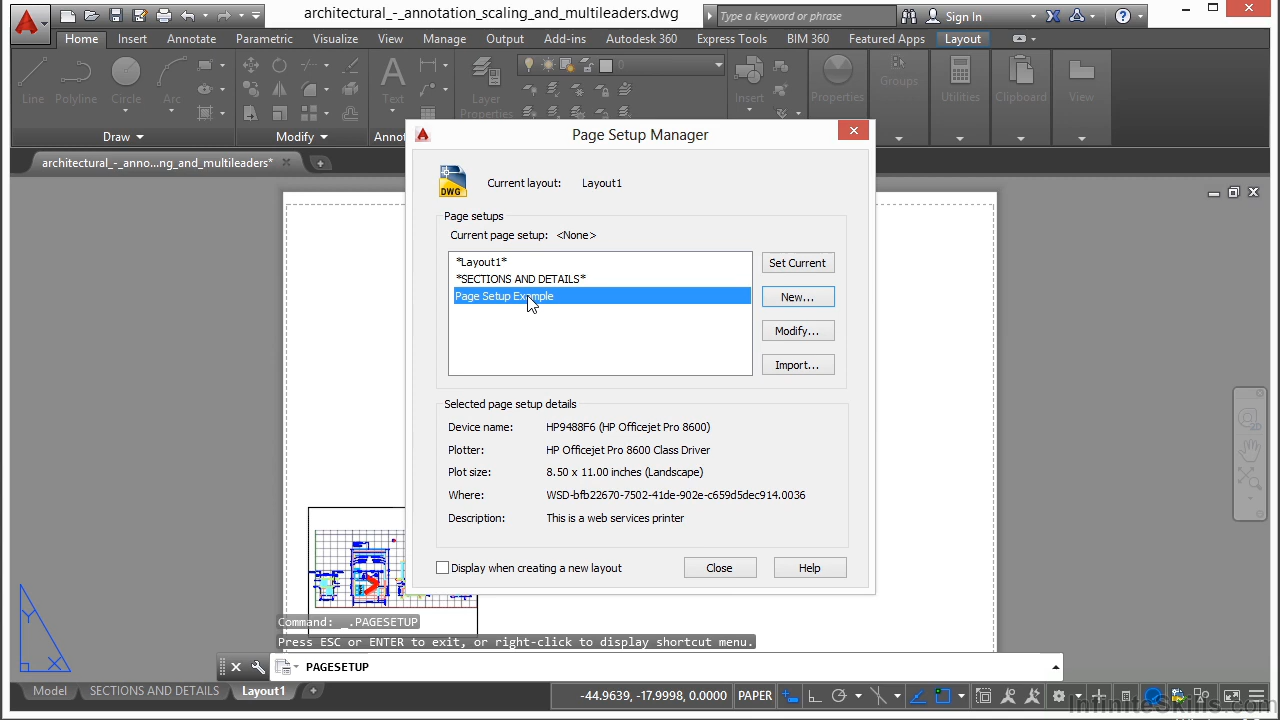 architectural_-_annotation_scaling_and_multileaders.dwg
Type a keyword or phrase
Sign In
Home Insert Annotate Parametric Visualize View Manage Output Add-ins Autodesk 360 Express Tools BIM 360 Featured Apps Layout
0
Line Polyline Circle Arc Text Layer Properties Insert Properties Groups Utilities Clipboard View
Draw Modify Annot
architectural_-_anno...ng_and_multileaders*
Page Setup Manager
DWG
Current layout: Layout1
Page setups
Current page setup: <None>
*Layout1*
*SECTIONS AND DETAILS*
Page Setup Example
Set Current
New...
Modify...
Import...
Selected page setup details
Device name: HP9488F6 (HP Officejet Pro 8600)
Plotter: HP Officejet Pro 8600 Class Driver
Plot size: 8.50 x 11.00 inches (Landscape)
Where: WSD-bfb22670-7502-41de-902e-c659d5dec914.0036
Description: This is a web services printer
Display when creating a new layout
Close Help
Y
X
Command: _.PAGESETUP
Press ESC or ENTER to exit, or right-click to display shortcut menu.
PAGESETUP
Model SECTIONS AND DETAILS Layout1
-44.9639, -17.9998, 0.0000 PAPER
InfiniteSkills.com